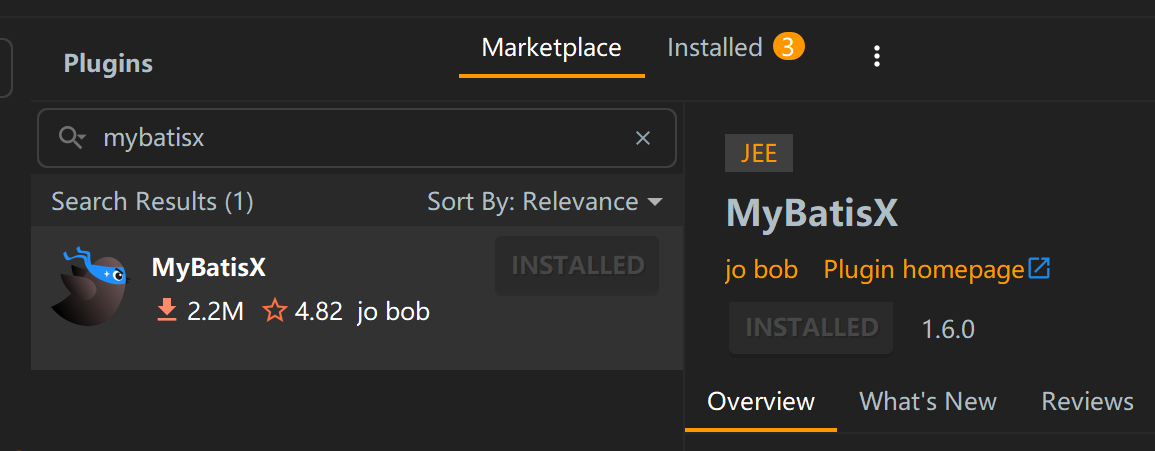 Plugins
Marketplace Installed 3
mybatisx
Search Results (1) Sort By: Relevance
MyBatisX INSTALLED
2.2M 4.82 jo bob
JEE
MyBatisX
jo bob Plugin homepage
INSTALLED 1.6.0
Overview What's New Reviews